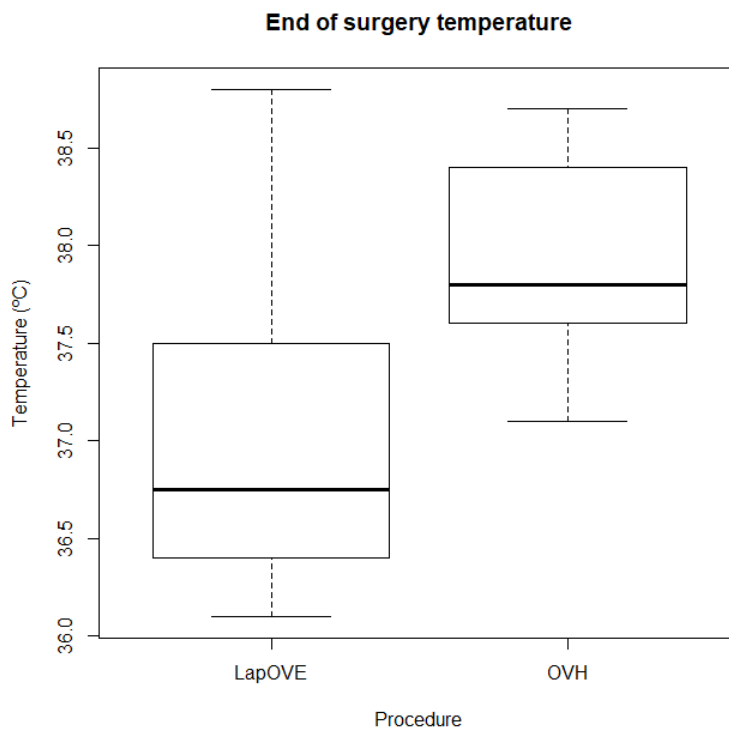 End of surgery temperature
Temperature (ºC)
38.5
38.0
37.5
37.0
36.5
36.0
LapOVE
OVH
Procedure